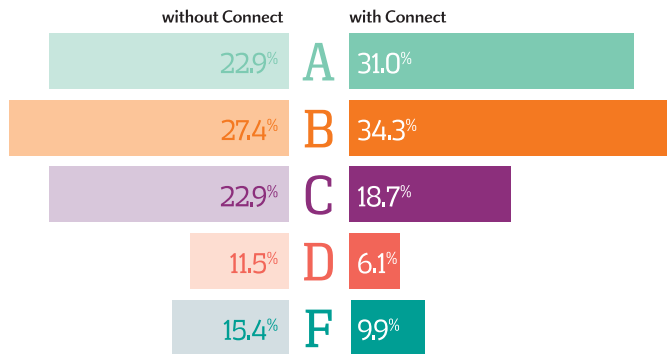 without Connect with Connect
22.9% A 31.0%
27.4% B 34.3%
22.9% C 18.7%
11.5% D 6.1%
15.4% F 9.9%